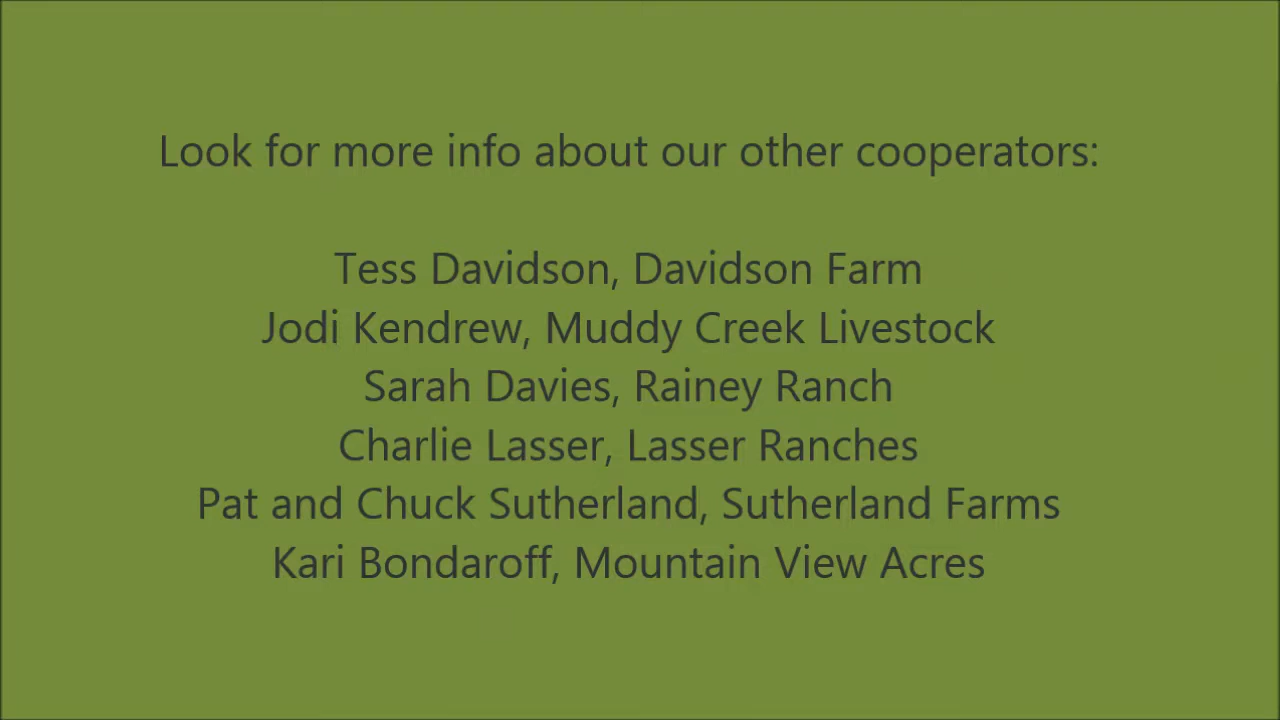 Look for more info about our other cooperators:
Tess Davidson, Davidson Farm
Jodi Kendrew, Muddy Creek Livestock
Sarah Davies, Rainey Ranch
Charlie Lasser, Lasser Ranches
Pat and Chuck Sutherland, Sutherland Farms
Kari Bondaroff, Mountain View Acres